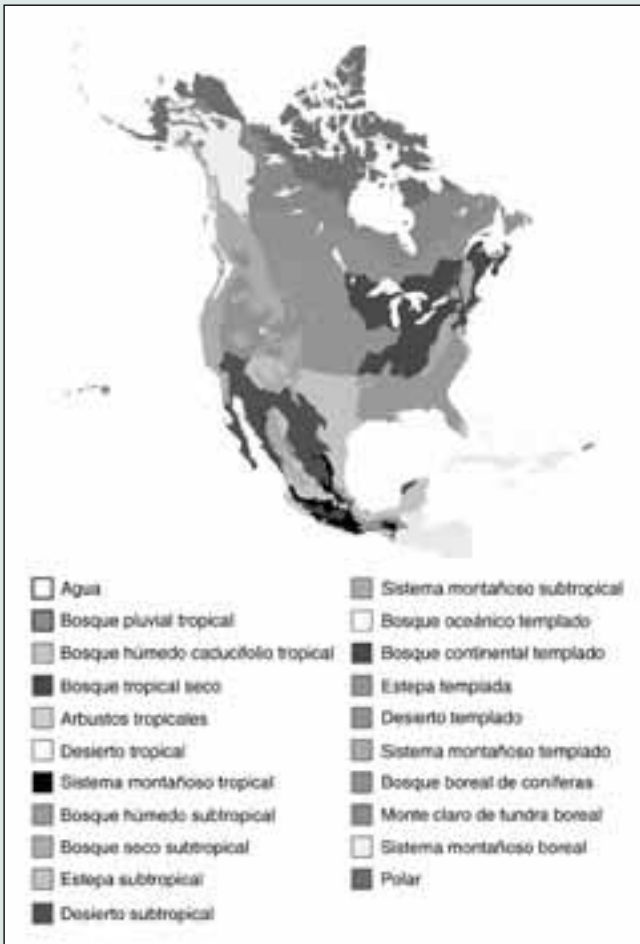 Agua
Bosque pluvial tropical
Bosque húmedo caducifolio tropical
Bosque tropical seco
Arbustos tropicales
Desierto tropical
Sistema montañoso tropical
Bosque húmedo subtropical
Bosque seco subtropical
Estepa subtropical
Desierto subtropical
Sistema montañoso subtropical
Bosque oceánico templado
Bosque continental templado
Estepa templada
Desierto templado
Sistema montañoso templado
Bosque boreal de coníferas
Monte claro de tundra boreal
Sistema montañoso boreal
Polar